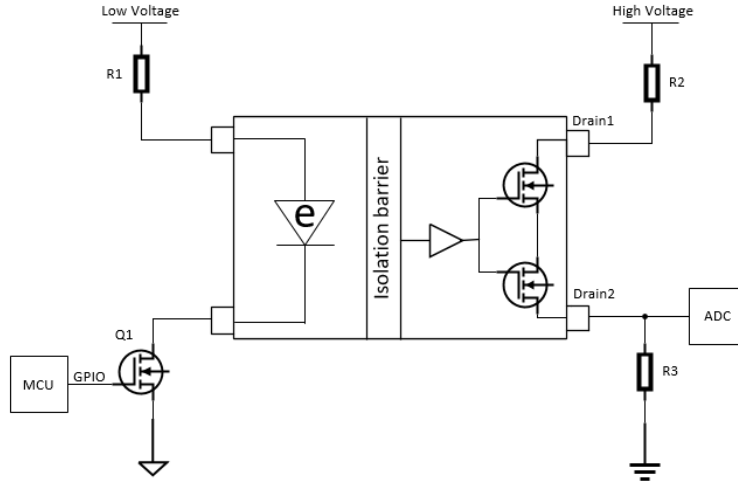 Low Voltage
High Voltage
R1
R2
Drain1
e
Isolation barrier
Drain2
ADC
Q1
MCU
GPIO
R3